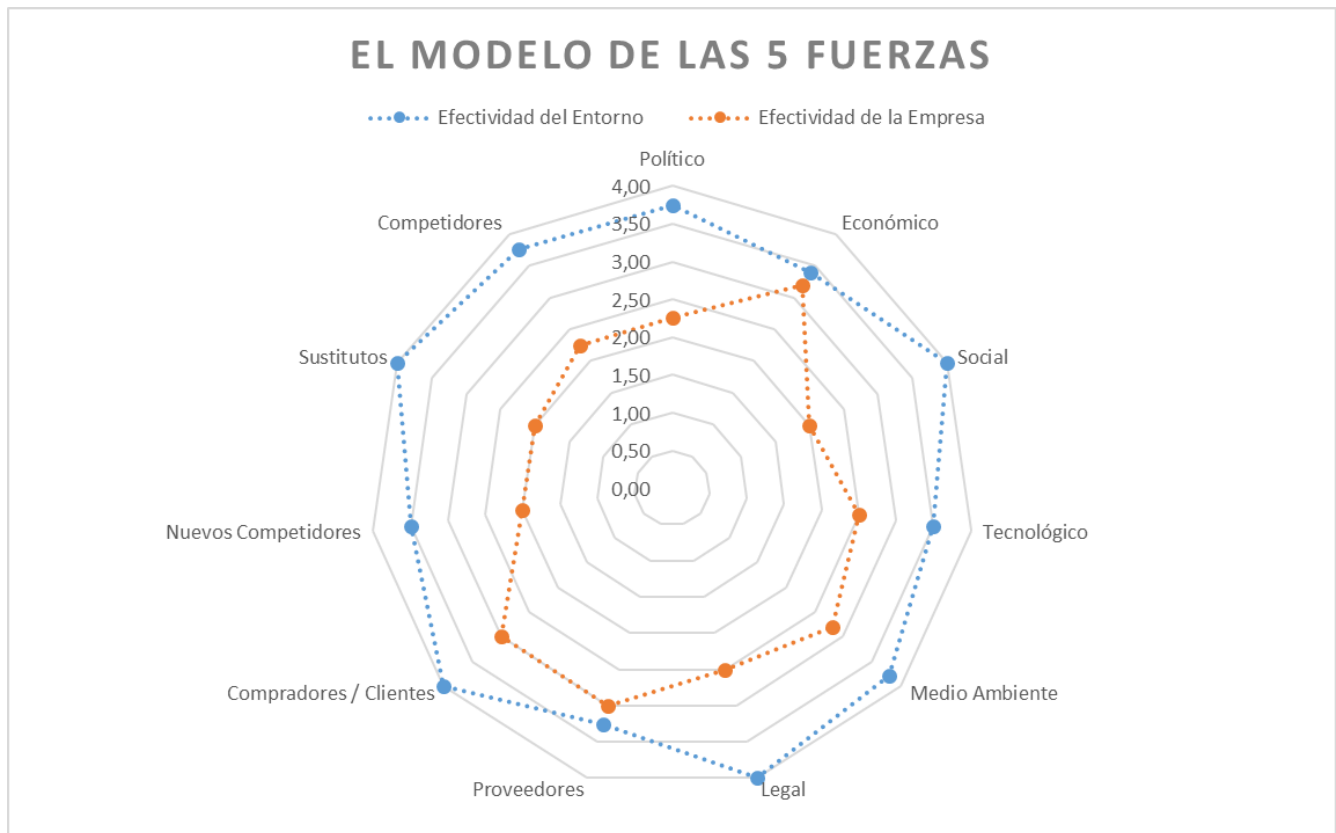 EL MODELO DE LAS 5 FUERZAS
Efectividad del Entorno
Efectividad de la Empresa
Político
Económico
Social
Tecnológico
Medio Ambiente
Legal
Proveedores
Compradores / Clientes
Nuevos Competidores
Sustitutos
Competidores
4,00
3,50
3,00
2,50
2,00
1,50
1,00
0,50
0,00